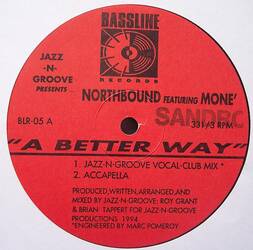 BASSLINE
RECORDS
JAZZ
-N-
GROOVE
PRESENTS
NORTHBOUND FEATURING MONE'
SANDRO
BLR-05 A
33 1/3 RPM
"A BETTER WAY"
1. JAZZ-N-GROOVE VOCAL-CLUB MIX *
2. ACCAPELLA
PRODUCED,WRITTEN,ARRANGED,AND
MIXED BY JAZZ-N-GROOVE: ROY GRANT
& BRIAN TAPPERT FOR JAZZ-N-GROOVE
PRODUCTIONS 1994
*ENGINEERED BY MARC POMEROY